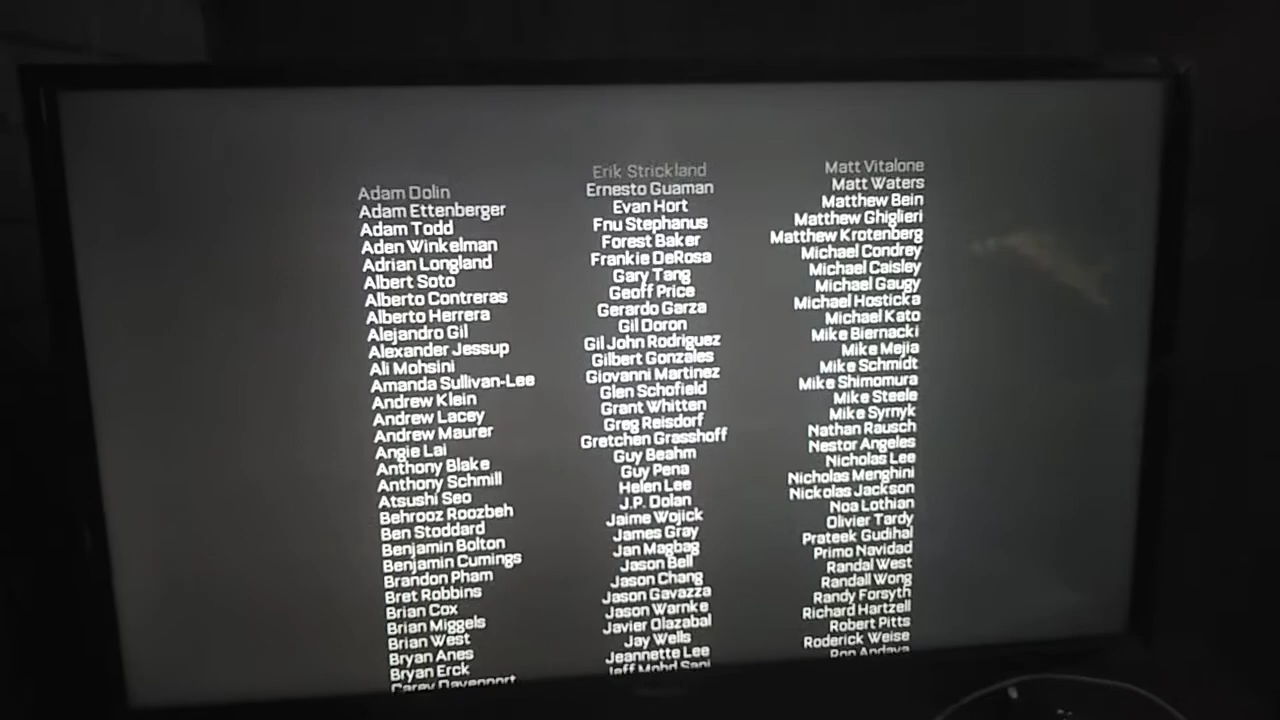 Adam Dolin
Adam Ettenberger
Adam Todd
Aden Winkelman
Adrian Longland
Albert Soto
Alberto Contreras
Alberto Herrera
Alejandro Gil
Alexander Jessup
Ali Mohsini
Amanda Sullivan-Lee
Andrew Klein
Andrew Lacey
Andrew Maurer
Angie Lai
Anthony Blake
Anthony Schmill
Atsushi Seo
Behrooz Roozbeh
Ben Stoddard
Benjamin Bolton
Benjamin Cumings
Brandon Pham
Bret Robbins
Brian Cox
Brian Miggels
Brian West
Bryan Anes
Bryan Erck
Carey Davenport
Erik Strickland
Ernesto Guaman
Evan Hort
Fnu Stephanus
Forest Baker
Frankie DeRosa
Gary Tang
Geoff Price
Gerardo Garza
Gil Doron
Gil John Rodriguez
Gilbert Gonzales
Giovanni Martinez
Glen Schofield
Grant Whitten
Greg Reisdorf
Gretchen Grasshoff
Guy Beahm
Guy Pena
Helen Lee
J.P. Dolan
Jaime Wojick
James Gray
Jan Magbag
Jason Bell
Jason Chang
Jason Gavazza
Jason Warnke
Javier Olazabal
Jay Wells
Jeannette Lee
Jeff Mohd Sani
Matt Vitalone
Matt Waters
Matthew Bein
Matthew Ghiglieri
Matthew Krotenberg
Michael Condrey
Michael Caisley
Michael Gaugy
Michael Hosticka
Michael Kato
Mike Biernacki
Mike Mejia
Mike Schmidt
Mike Shimomura
Mike Steele
Mike Syrnyk
Nathan Rausch
Nestor Angeles
Nicholas Lee
Nicholas Menghini
Nickolas Jackson
Noa Lothian
Olivier Tardy
Prateek Gudihal
Primo Navidad
Randal West
Randall Wong
Randy Forsyth
Richard Hartzell
Robert Pitts
Roderick Weise
Ron Andaya